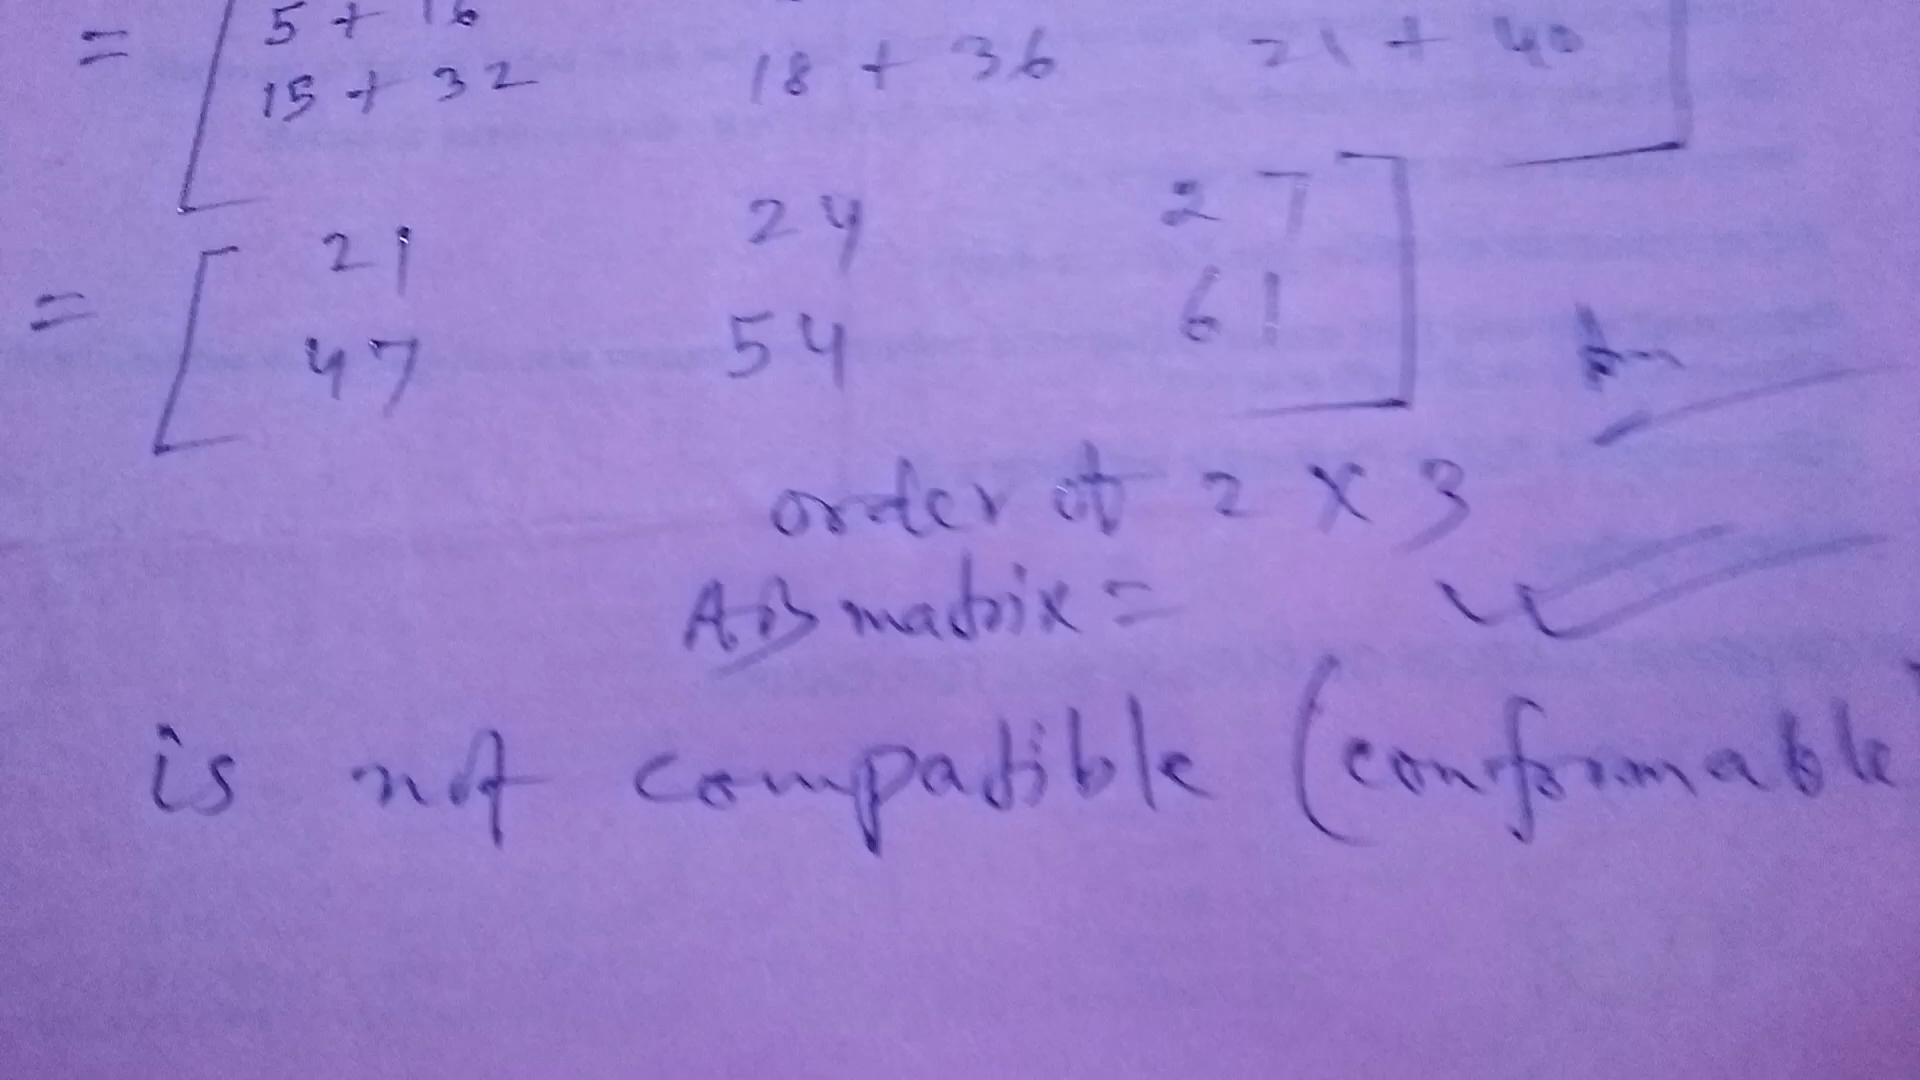 = [ 5 + 16
15 + 32 18 + 36 21 + 40 ]
= [ 21 24 27
47 54 61 ] Ans
order of 2 × 3
AB matrix =
is not compatible (conformable)